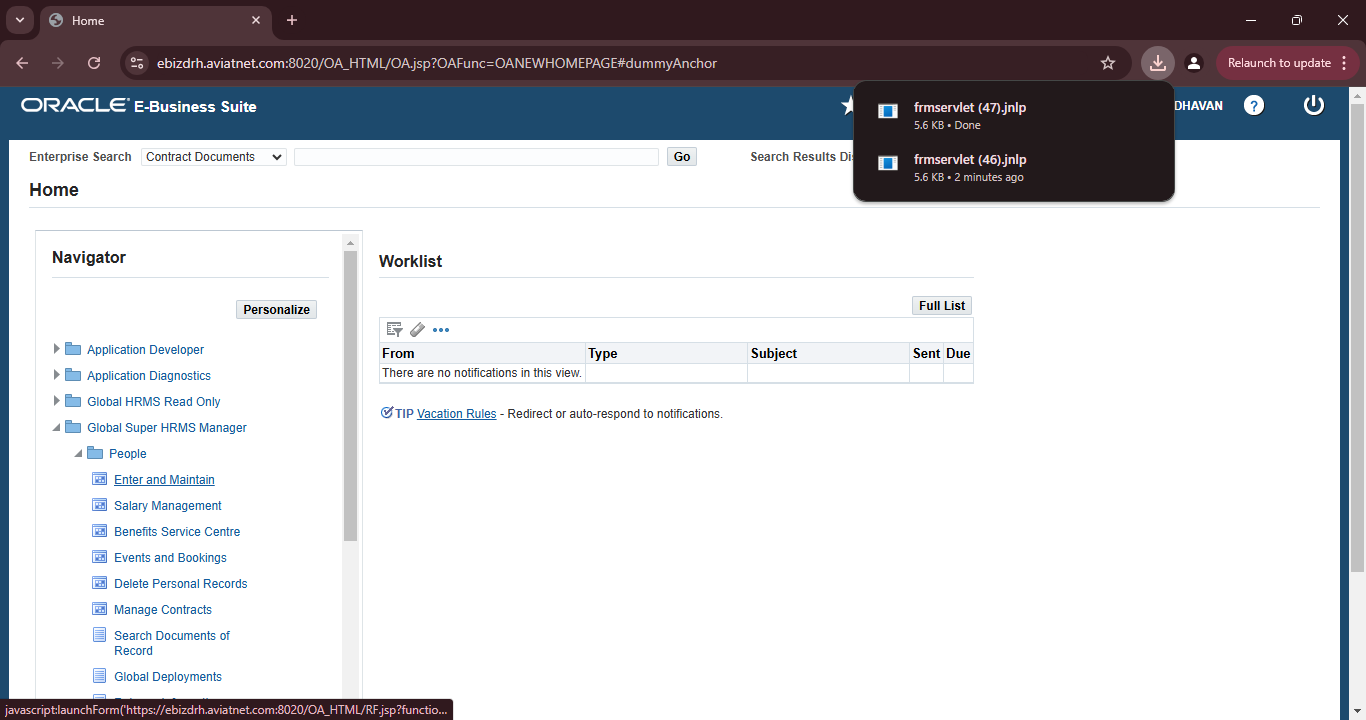 Home
ebizdrh.aviatnet.com:8020/OA_HTML/OA.jsp?OAFunc=OANEWHOMEPAGE#dummyAnchor
Relaunch to update
frmservlet (47).jnlp
5.6 KB • Done
frmservlet (46).jnlp
5.6 KB • 2 minutes ago
ORACLE E-Business Suite
DHAVAN
?
Enterprise Search
Contract Documents
Go
Search Results Di
Home
Navigator
Personalize
Application Developer
Application Diagnostics
Global HRMS Read Only
Global Super HRMS Manager
People
Enter and Maintain
Salary Management
Benefits Service Centre
Events and Bookings
Delete Personal Records
Manage Contracts
Search Documents of
Record
Global Deployments
Worklist
Full List
From Type Subject Sent Due
There are no notifications in this view.
TIP Vacation Rules - Redirect or auto-respond to notifications.
javascript:launchForm('https://ebizdrh.aviatnet.com:8020/OA_HTML/RF.jsp?functio...